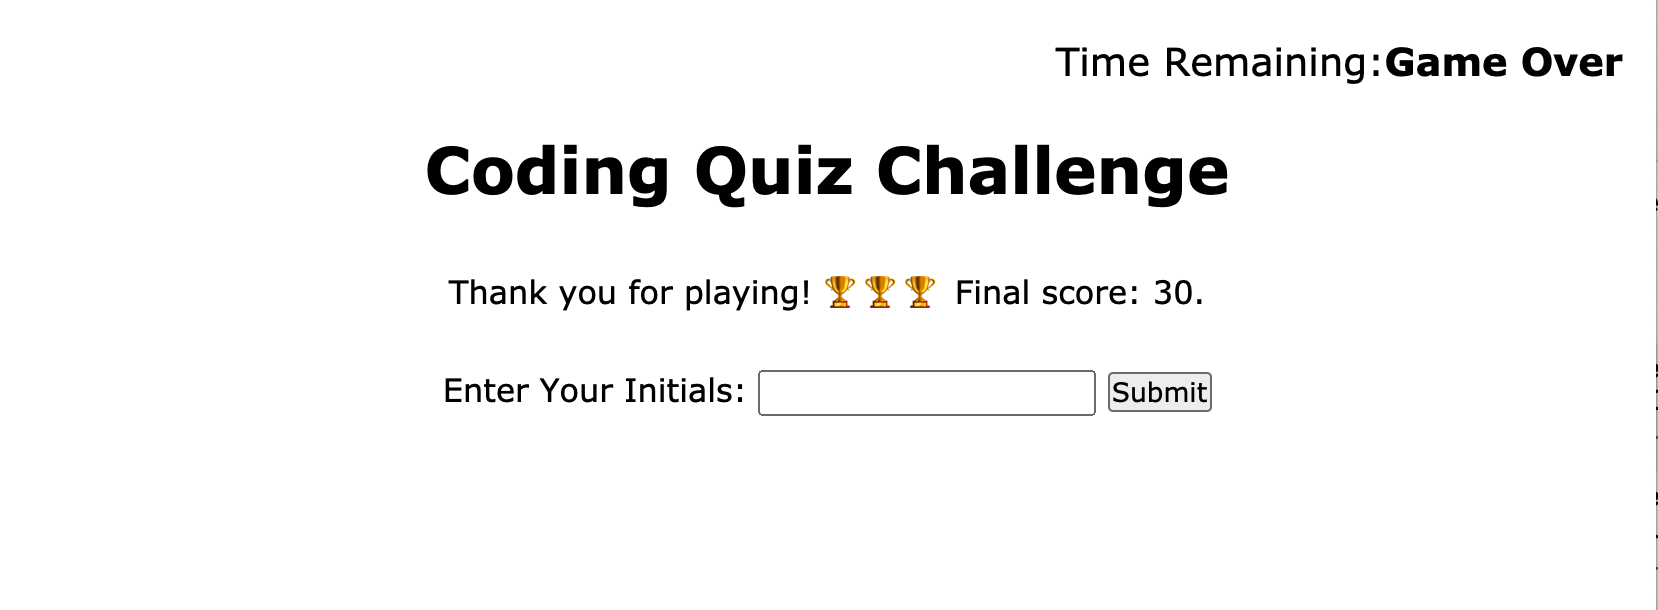 Time Remaining:Game Over
Coding Quiz Challenge
Thank you for playing! 🏆🏆🏆 Final score: 30.
Enter Your Initials: Submit